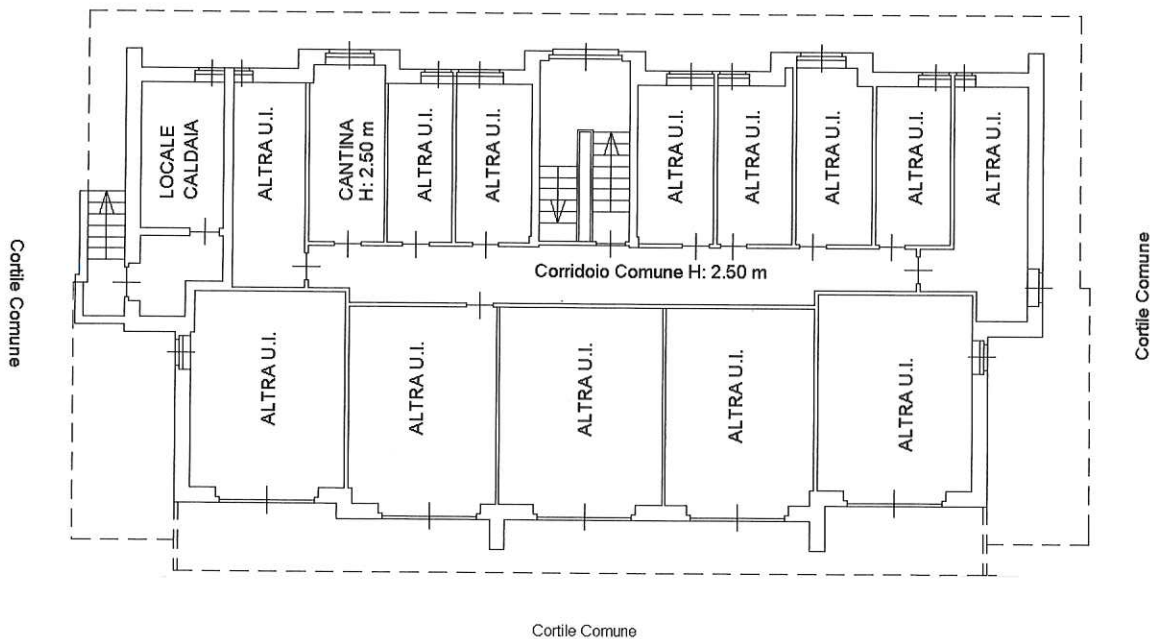 LOCALE
CALDAIA
ALTRA U.I.
CANTINA
H: 2.50 m
ALTRA U.I.
ALTRA U.I.
ALTRA U.I.
ALTRA U.I.
ALTRA U.I.
ALTRA U.I.
ALTRA U.I.
Cortile Comune
Corridoio Comune H: 2.50 m
Cortile Comune
ALTRA U.I.
ALTRA U.I.
ALTRA U.I.
ALTRA U.I.
ALTRA U.I.
Cortile Comune